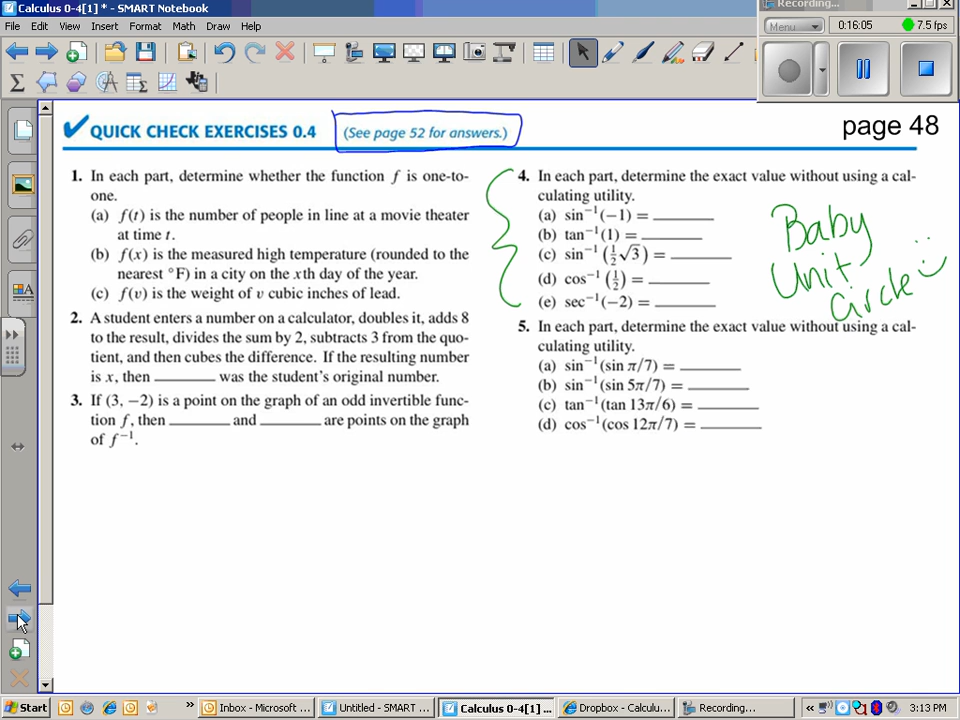 Calculus 0-4[1] * - SMART Notebook
File Edit View Insert Format Math Draw Help
Recording...
Menu
0:16:05
7.5 fps
QUICK CHECK EXERCISES 0.4 (See page 52 for answers.)
page 48
1. In each part, determine whether the function f is one-to-
one.
(a) f(t) is the number of people in line at a movie theater
at time t.
(b) f(x) is the measured high temperature (rounded to the
nearest °F) in a city on the xth day of the year.
(c) f(v) is the weight of v cubic inches of lead.
2. A student enters a number on a calculator, doubles it, adds 8
to the result, divides the sum by 2, subtracts 3 from the quo-
tient, and then cubes the difference. If the resulting number
is x, then ______ was the student's original number.
3. If (3, −2) is a point on the graph of an odd invertible func-
tion f, then ______ and ______ are points on the graph
of f⁻¹.
4. In each part, determine the exact value without using a cal-
culating utility.
(a) sin⁻¹(−1) = ______
(b) tan⁻¹(1) = ______
(c) sin⁻¹(½√3) = ______
(d) cos⁻¹(½) = ______
(e) sec⁻¹(−2) = ______
Baby
Unit
Circle
5. In each part, determine the exact value without using a cal-
culating utility.
(a) sin⁻¹(sin π/7) = ______
(b) sin⁻¹(sin 5π/7) = ______
(c) tan⁻¹(tan 13π/6) = ______
(d) cos⁻¹(cos 12π/7) = ______
Start
Inbox - Microsoft ...
Untitled - SMART ...
Calculus 0-4[1] ...
Dropbox - Calculu...
Recording...
3:13 PM